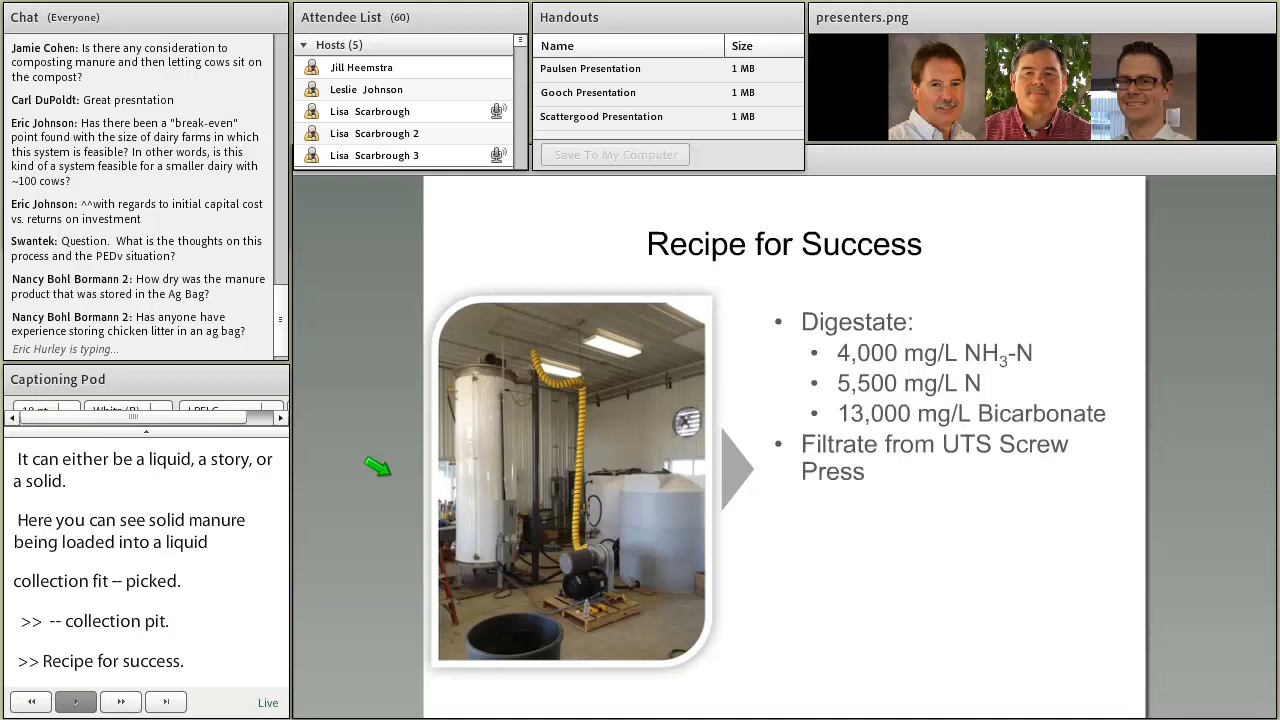 Chat (Everyone)
Jamie Cohen: Is there any consideration to
composting manure and then letting cows sit on
the compost?
Carl DuPoldt: Great presntation
Eric Johnson: Has there been a "break-even"
point found with the size of dairy farms in which
this system is feasible? In other words, is this
kind of a system feasible for a smaller dairy with
~100 cows?
Eric Johnson: ^^with regards to initial capital cost
vs. returns on investment
Swantek: Question. What is the thoughts on this
process and the PEDv situation?
Nancy Bohl Bormann 2: How dry was the manure
product that was stored in the Ag Bag?
Nancy Bohl Bormann 2: Has anyone have
experience storing chicken litter in an ag bag?
Eric Hurley is typing...
Captioning Pod
It can either be a liquid, a story, or
a solid.
Here you can see solid manure
being loaded into a liquid
collection fit -- picked.
>> -- collection pit.
>> Recipe for success.
Live
Attendee List (60)
Hosts (5)
Jill Heemstra
Leslie Johnson
Lisa Scarbrough
Lisa Scarbrough 2
Lisa Scarbrough 3
Handouts
Name Size
Paulsen Presentation 1 MB
Gooch Presentation 1 MB
Scattergood Presentation 1 MB
Save To My Computer
presenters.png
Recipe for Success
• Digestate:
• 4,000 mg/L NH₃-N
• 5,500 mg/L N
• 13,000 mg/L Bicarbonate
• Filtrate from UTS Screw
Press